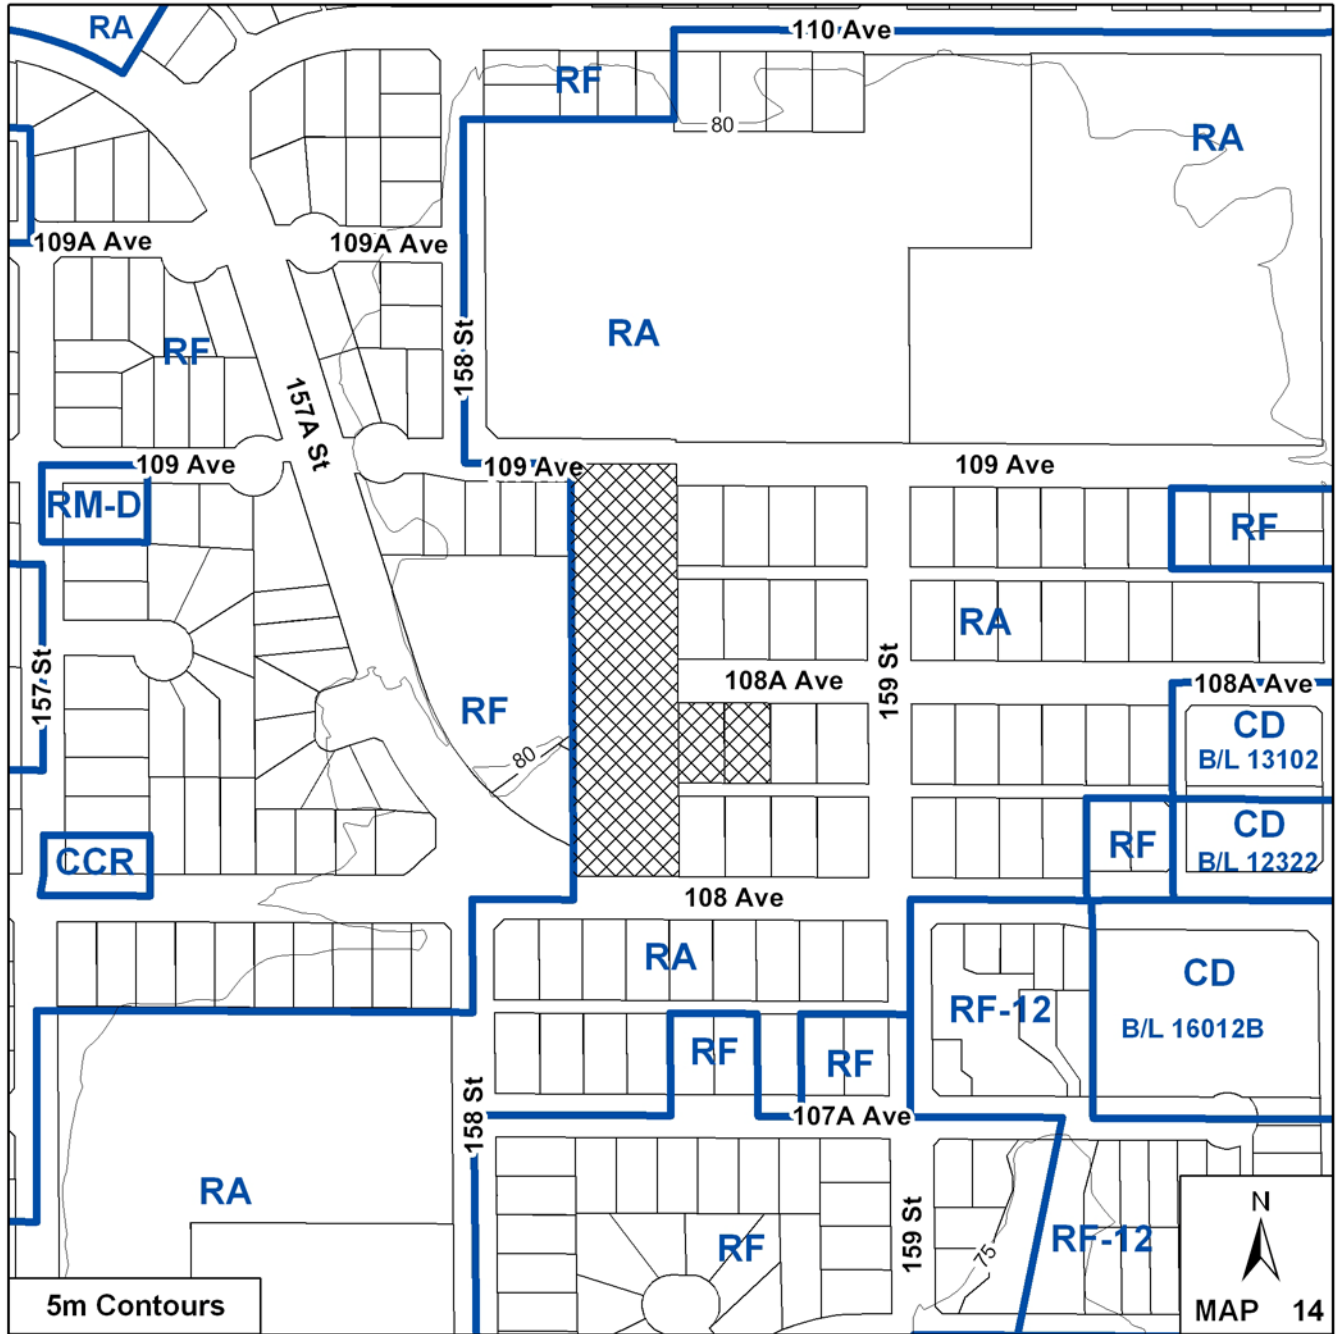 RA
110 Ave
RF
80
RA
109A Ave
109A Ave
RF
158 St
RA
157A St
109 Ave
109 Ave
109 Ave
RM-D
RF
RA
157 St
108A Ave
159 St
108A Ave
RF
CD
B/L 13102
80
CD
B/L 12322
RF
CCR
108 Ave
RA
CD
RF-12
B/L 16012B
RF
RF
158 St
107A Ave
RA
159 St
RF
75
RF-12
N
5m Contours
MAP 14